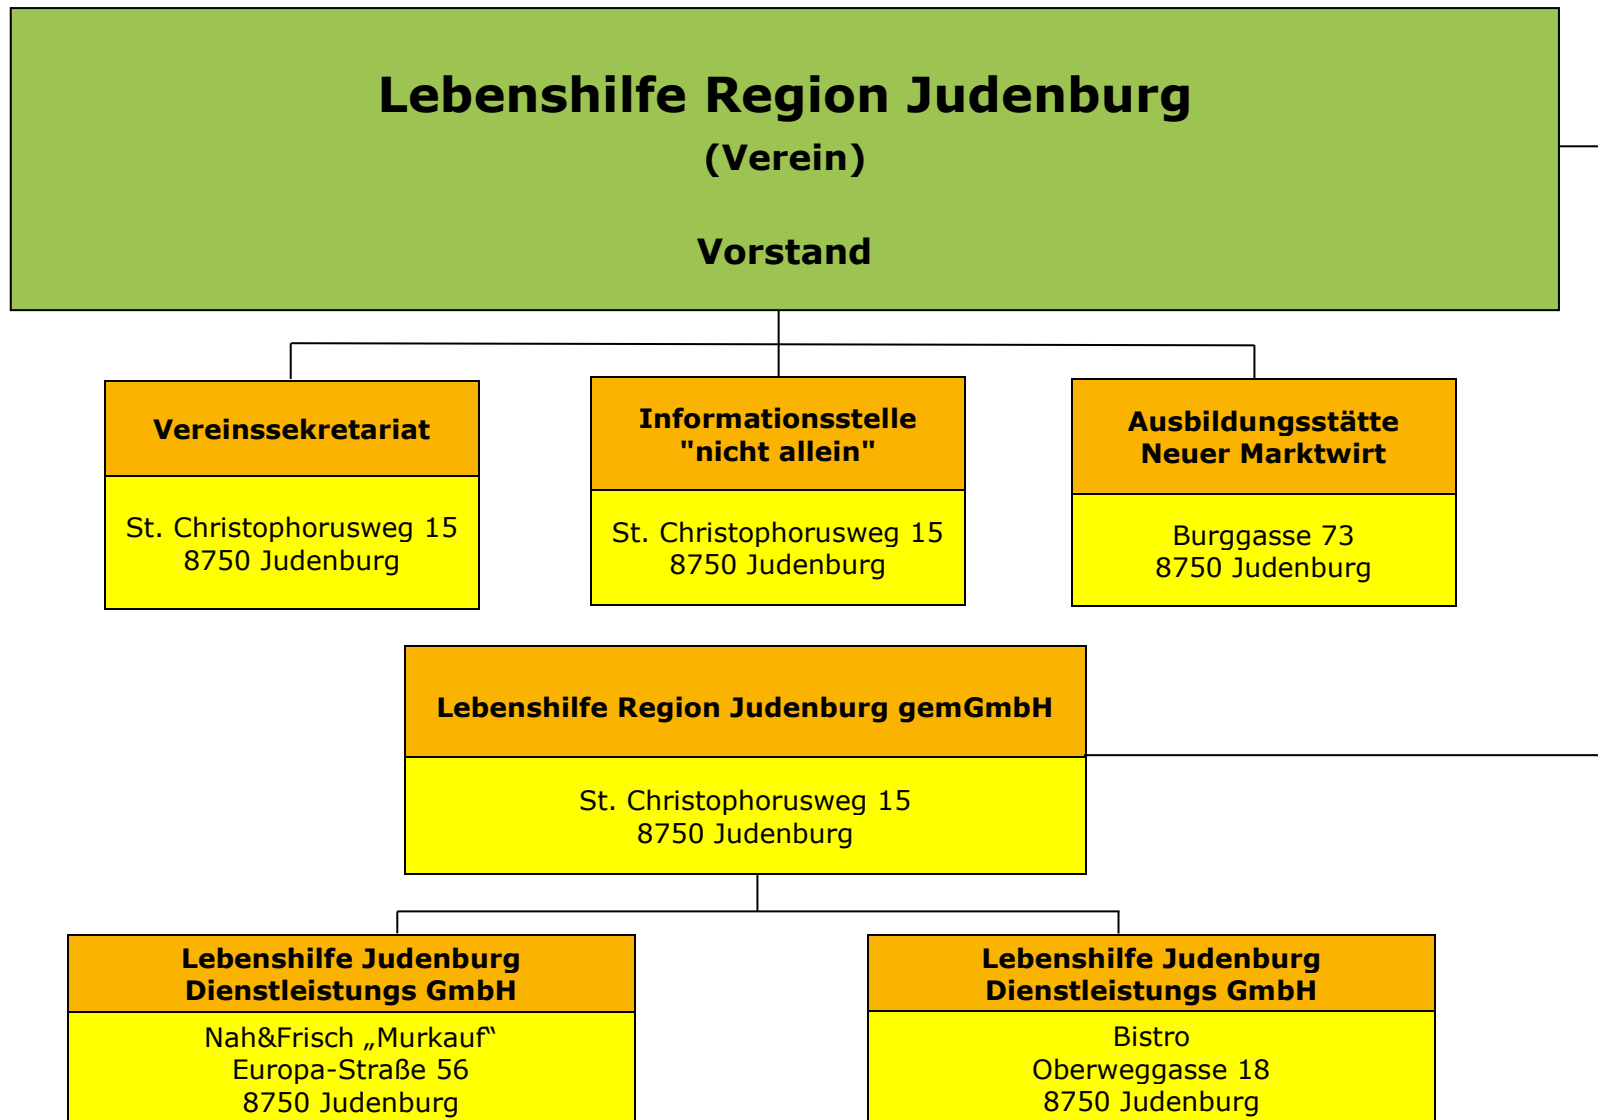 Lebenshilfe Region Judenburg
(Verein)
Vorstand
Vereinssekretariat
St. Christophorusweg 15
8750 Judenburg
Informationsstelle
"nicht allein"
St. Christophorusweg 15
8750 Judenburg
Ausbildungsstätte
Neuer Marktwirt
Burggasse 73
8750 Judenburg
Lebenshilfe Region Judenburg gemGmbH
St. Christophorusweg 15
8750 Judenburg
Lebenshilfe Judenburg
Dienstleistungs GmbH
Nah&Frisch „Murkauf“
Europa-Straße 56
8750 Judenburg
Lebenshilfe Judenburg
Dienstleistungs GmbH
Bistro
Oberweggasse 18
8750 Judenburg